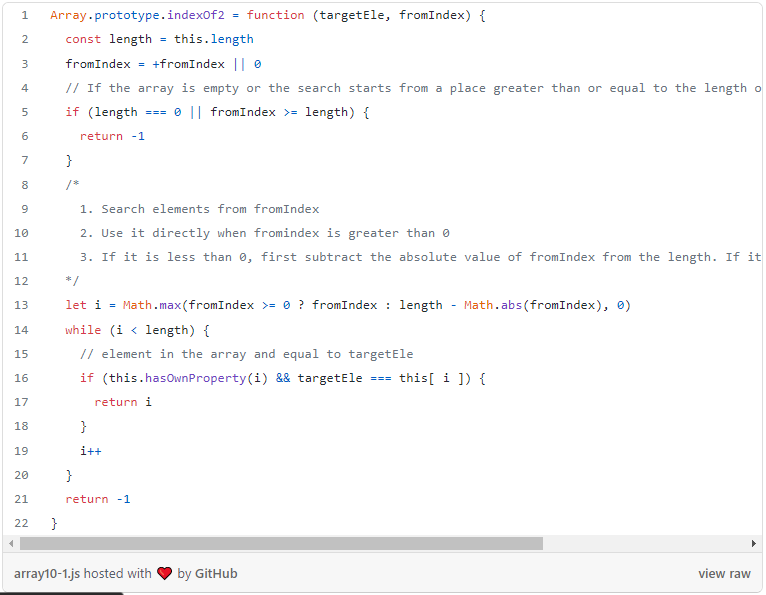 1 Array.prototype.indexOf2 = function (targetEle, fromIndex) {
2 const length = this.length
3 fromIndex = +fromIndex || 0
4 // If the array is empty or the search starts from a place greater than or equal to the length o
5 if (length === 0 || fromIndex >= length) {
6 return -1
7 }
8 /*
9 1. Search elements from fromIndex
10 2. Use it directly when fromindex is greater than 0
11 3. If it is less than 0, first subtract the absolute value of fromIndex from the length. If it
12 */
13 let i = Math.max(fromIndex >= 0 ? fromIndex : length - Math.abs(fromIndex), 0)
14 while (i < length) {
15 // element in the array and equal to targetEle
16 if (this.hasOwnProperty(i) && targetEle === this[ i ]) {
17 return i
18 }
19 i++
20 }
21 return -1
22 }
array10-1.js hosted with ❤ by GitHub view raw